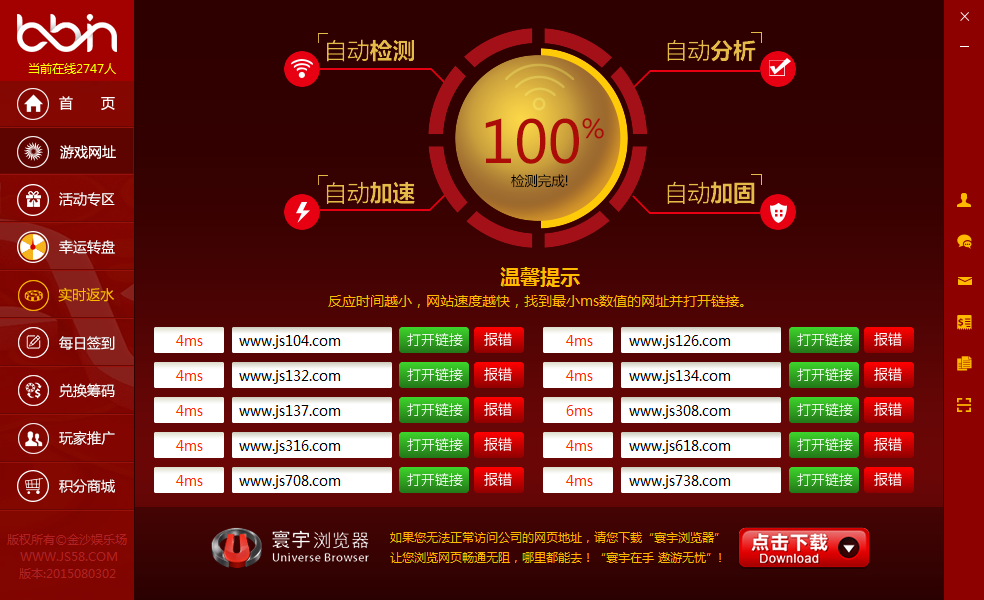 bbin
当前在线2747人
首 页
游戏网址
活动专区
幸运转盘
实时返水
每日签到
兑换筹码
玩家推广
积分商城
版权所有©金沙娱乐场
WWW.JS58.COM
版本:2015080302
自动检测
自动分析
100%
检测完成!
自动加速
自动加固
温馨提示
反应时间越小，网站速度越快，找到最小ms数值的网址并打开链接。
4ms www.js104.com 打开链接 报错 4ms www.js126.com 打开链接 报错
4ms www.js132.com 打开链接 报错 4ms www.js134.com 打开链接 报错
4ms www.js137.com 打开链接 报错 6ms www.js308.com 打开链接 报错
4ms www.js316.com 打开链接 报错 4ms www.js618.com 打开链接 报错
4ms www.js708.com 打开链接 报错 4ms www.js738.com 打开链接 报错
寰宇浏览器
Universe Browser
如果您无法正常访问公司的网页地址，请您下载“寰宇浏览器”
让您浏览网页畅通无阻，哪里都能去！“寰宇在手 遨游无忧”！
点击下载
Download